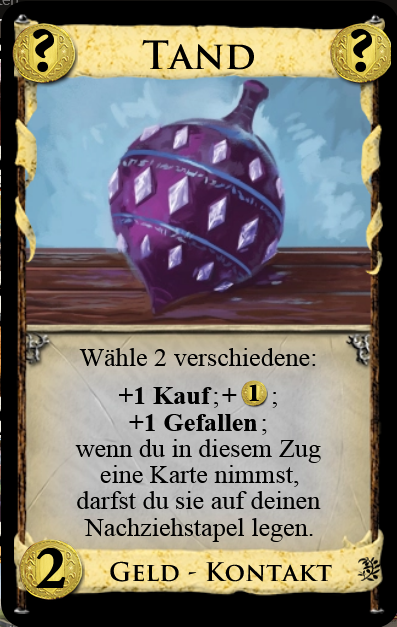 ? TAND ?
Wähle 2 verschiedene:
+1 Kauf; + 1;
+1 Gefallen;
wenn du in diesem Zug
eine Karte nimmst,
darfst du sie auf deinen
Nachziehstapel legen.
2 GELD - KONTAKT